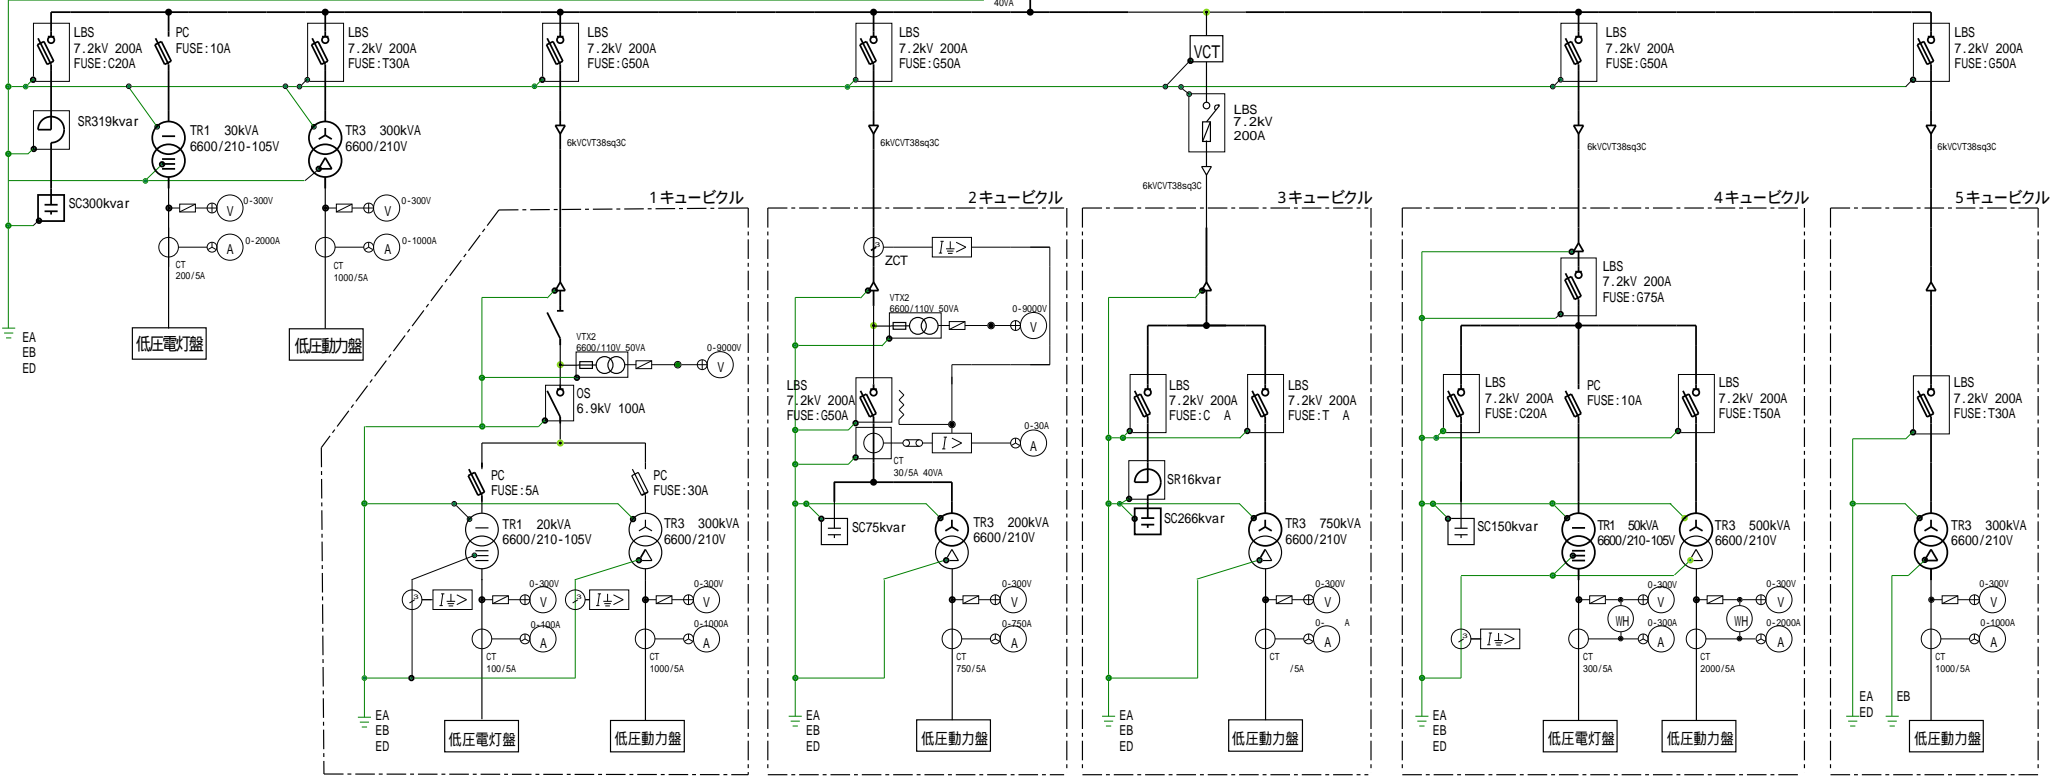 40VA
LBS
7.2kV 200A
FUSE:C20A
PC
FUSE:10A
LBS
7.2kV 200A
FUSE:T30A
LBS
7.2kV 200A
FUSE:G50A
LBS
7.2kV 200A
FUSE:G50A
VCT
LBS
7.2kV
200A
LBS
7.2kV 200A
FUSE:G50A
LBS
7.2kV 200A
FUSE:G50A
SR319kvar
TR1 30kVA
6600/210-105V
TR3 300kVA
6600/210V
6kVCVT38sq3C
6kVCVT38sq3C
6kVCVT38sq3C
6kVCVT38sq3C
6kVCVT38sq3C
SC300kvar
0-300V
V
0-2000A
A
CT
200/5A
0-300V
V
0-1000A
A
CT
1000/5A
EA
EB
ED
低圧電灯盤
低圧動力盤
1キュービクル
VTX2
6600/110V 50VA
0-9000V
V
OS
6.9kV 100A
PC
FUSE:5A
PC
FUSE:30A
TR1 20kVA
6600/210-105V
TR3 300kVA
6600/210V
3
I>
0-300V
V
0-100A
A
CT
100/5A
3
I>
0-300V
V
0-1000A
A
CT
1000/5A
EA
EB
ED
低圧電灯盤
低圧動力盤
2キュービクル
3
ZCT
I>
VTX2
6600/110V 50VA
0-9000V
V
LBS
7.2kV 200A
FUSE:G50A
I>
0-30A
A
CT
30/5A 40VA
SC75kvar
TR3 200kVA
6600/210V
0-300V
V
0-750A
A
CT
750/5A
EA
EB
ED
低圧動力盤
3キュービクル
LBS
7.2kV 200A
FUSE:C A
LBS
7.2kV 200A
FUSE:T A
SR16kvar
SC266kvar
TR3 750kVA
6600/210V
0-300V
V
0- A
A
CT
/5A
EA
EB
ED
低圧動力盤
4キュービクル
LBS
7.2kV 200A
FUSE:G75A
LBS
7.2kV 200A
FUSE:C20A
PC
FUSE:10A
LBS
7.2kV 200A
FUSE:T50A
SC150kvar
TR1 50kVA
6600/210-105V
TR3 500kVA
6600/210V
3
I>
0-300V
V
WH
0-300A
A
CT
300/5A
0-300V
V
WH
0-2000A
A
CT
2000/5A
EA
EB
ED
低圧電灯盤
低圧動力盤
5キュービクル
LBS
7.2kV 200A
FUSE:T30A
TR3 300kVA
6600/210V
0-300V
V
0-1000A
A
CT
1000/5A
EA
ED
EB
低圧動力盤